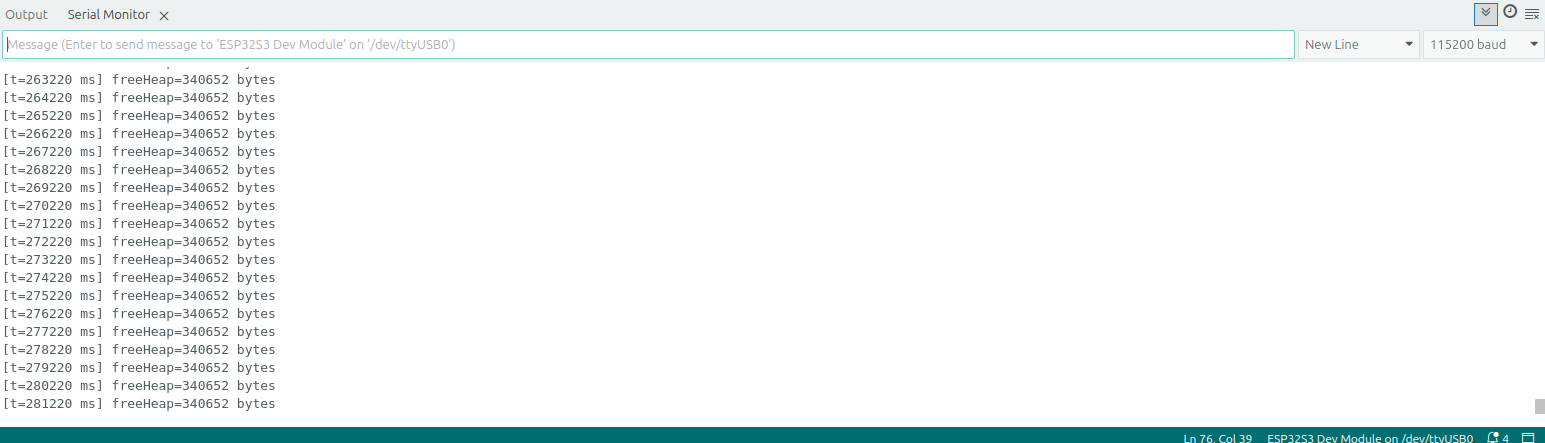 Output Serial Monitor
Message (Enter to send message to 'ESP32S3 Dev Module' on '/dev/ttyUSB0') New Line 115200 baud
[t=263220 ms] freeHeap=340652 bytes
[t=264220 ms] freeHeap=340652 bytes
[t=265220 ms] freeHeap=340652 bytes
[t=266220 ms] freeHeap=340652 bytes
[t=267220 ms] freeHeap=340652 bytes
[t=268220 ms] freeHeap=340652 bytes
[t=269220 ms] freeHeap=340652 bytes
[t=270220 ms] freeHeap=340652 bytes
[t=271220 ms] freeHeap=340652 bytes
[t=272220 ms] freeHeap=340652 bytes
[t=273220 ms] freeHeap=340652 bytes
[t=274220 ms] freeHeap=340652 bytes
[t=275220 ms] freeHeap=340652 bytes
[t=276220 ms] freeHeap=340652 bytes
[t=277220 ms] freeHeap=340652 bytes
[t=278220 ms] freeHeap=340652 bytes
[t=279220 ms] freeHeap=340652 bytes
[t=280220 ms] freeHeap=340652 bytes
[t=281220 ms] freeHeap=340652 bytes
Ln 76, Col 39 ESP32S3 Dev Module on /dev/ttyUSB0 4